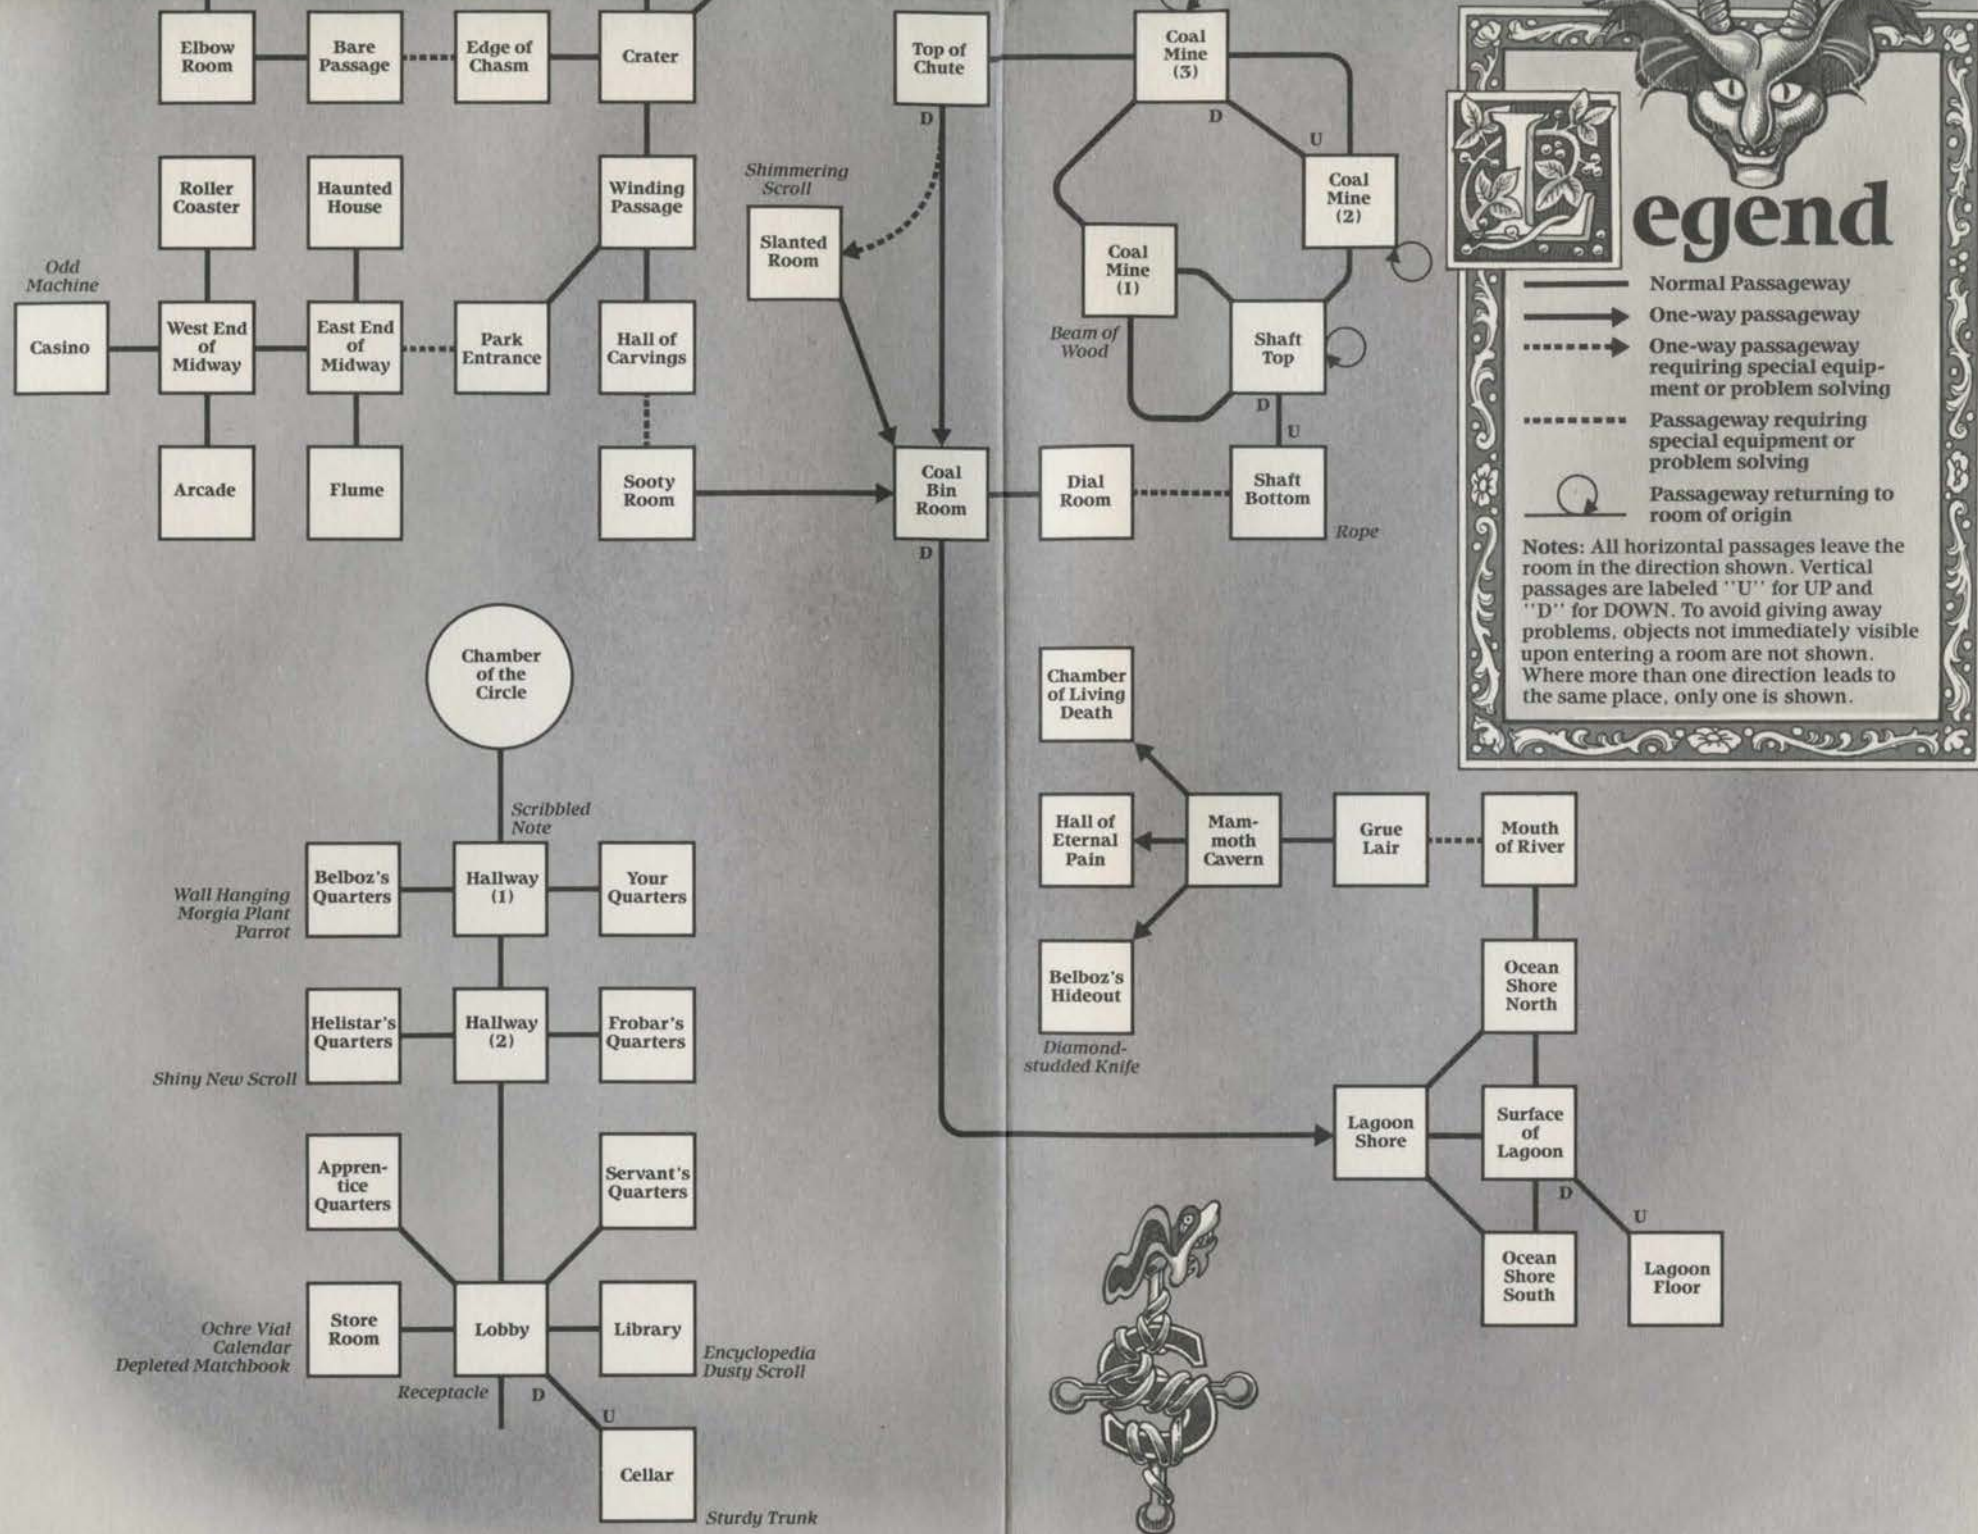 Elbow
Room
Bare
Passage
Edge of
Chasm
Crater
Top of
Chute
D
Coal
Mine
(3)
D
U
Roller
Coaster
Haunted
House
Winding
Passage
Shimmering
Scroll
Slanted
Room
Coal
Mine
(2)
Coal
Mine
(1)
Beam of
Wood
Odd
Machine
Casino
West End
of
Midway
East End
of
Midway
Park
Entrance
Hall of
Carvings
Shaft
Top
D
U
Arcade
Flume
Sooty
Room
Coal
Bin
Room
D
Dial
Room
Shaft
Bottom
Rope
Legend
Normal Passageway
One-way passageway
One-way passageway
requiring special equip-
ment or problem solving
Passageway requiring
special equipment or
problem solving
Passageway returning to
room of origin
Notes: All horizontal passages leave the
room in the direction shown. Vertical
passages are labeled ''U'' for UP and
''D'' for DOWN. To avoid giving away
problems, objects not immediately visible
upon entering a room are not shown.
Where more than one direction leads to
the same place, only one is shown.
Chamber
of the
Circle
Scribbled
Note
Wall Hanging
Morgia Plant
Parrot
Belboz's
Quarters
Hallway
(1)
Your
Quarters
Shiny New Scroll
Helistar's
Quarters
Hallway
(2)
Frobar's
Quarters
Appren-
tice
Quarters
Servant's
Quarters
Ochre Vial
Calendar
Depleted Matchbook
Store
Room
Lobby
Library
Encyclopedia
Dusty Scroll
Receptacle
D
U
Cellar
Sturdy Trunk
Chamber
of Living
Death
Hall of
Eternal
Pain
Mam-
moth
Cavern
Grue
Lair
Mouth
of River
Belboz's
Hideout
Diamond-
studded Knife
Ocean
Shore
North
Lagoon
Shore
Surface
of
Lagoon
D
U
Ocean
Shore
South
Lagoon
Floor